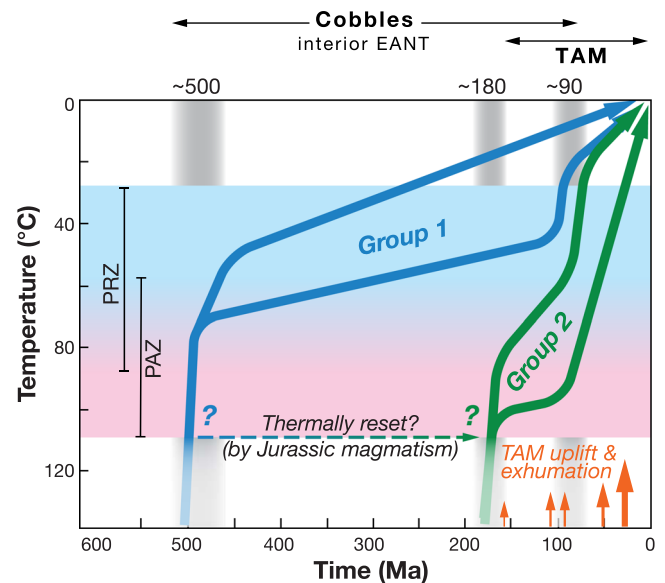 Cobbles
interior EANT
TAM
~500
~180
~90
0
40
80
120
Temperature (°C)
PRZ
PAZ
Group 1
Group 2
?
?
Thermally reset?
(by Jurassic magmatism)
TAM uplift &
exhumation
600
500
400
300
200
100
0
Time (Ma)